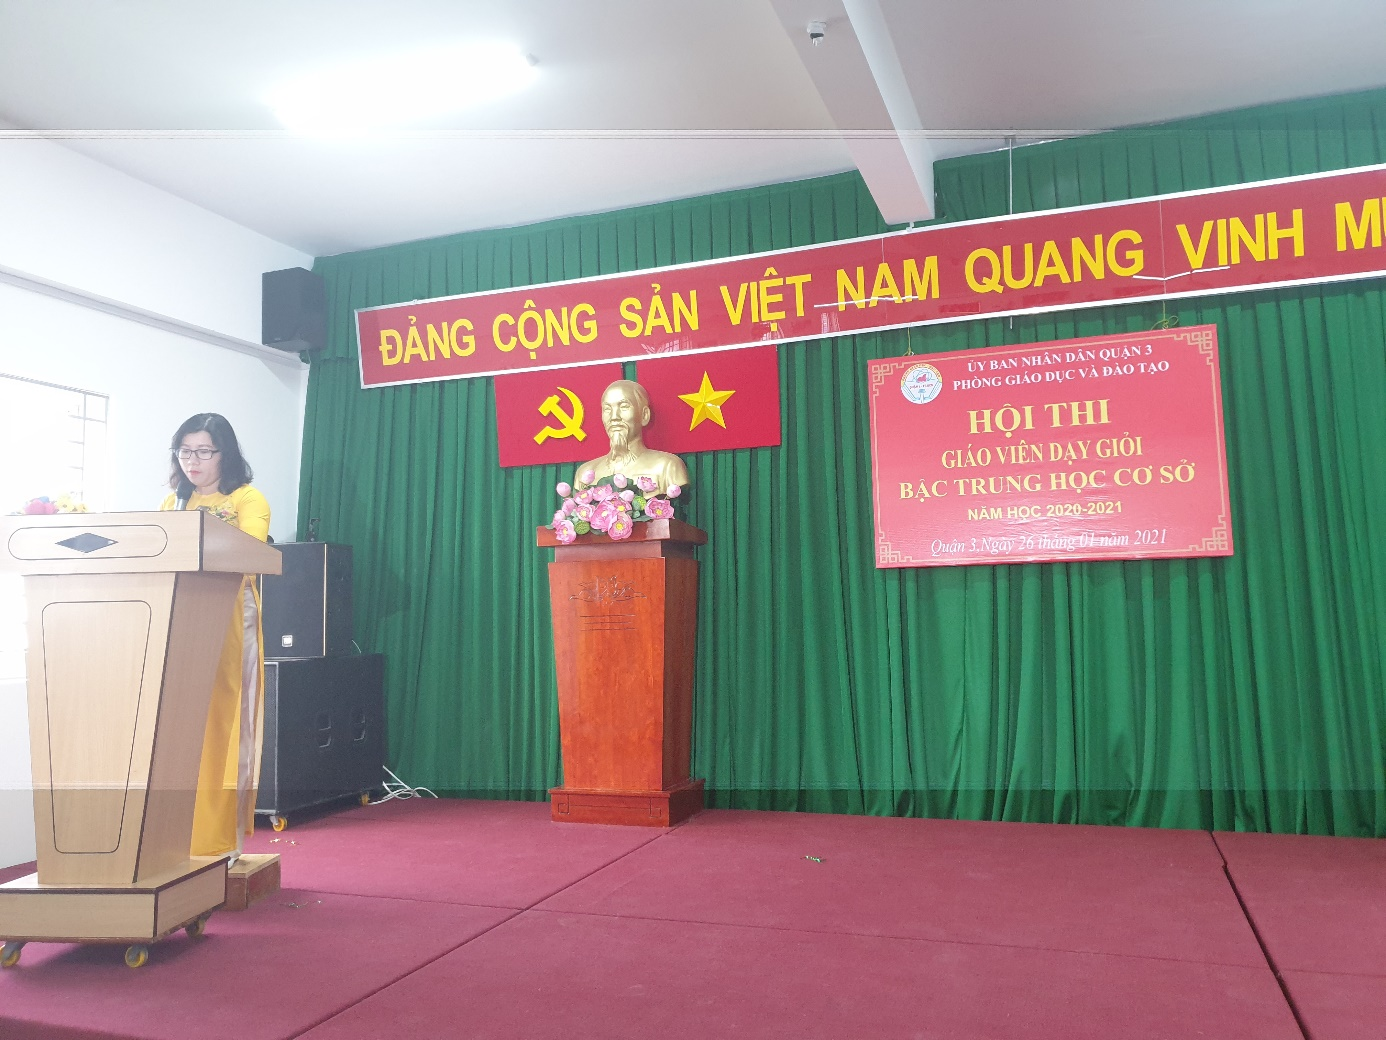 ĐẢNG CỘNG SẢN VIỆT NAM QUANG VINH M
ỦY BAN NHÂN DÂN QUẬN 3
PHÒNG GIÁO DỤC VÀ ĐÀO TẠO
HỘI THI
GIÁO VIÊN DẠY GIỎI
BẬC TRUNG HỌC CƠ SỞ
NĂM HỌC 2020-2021
Quận 3,Ngày 26 tháng 01 năm 2021